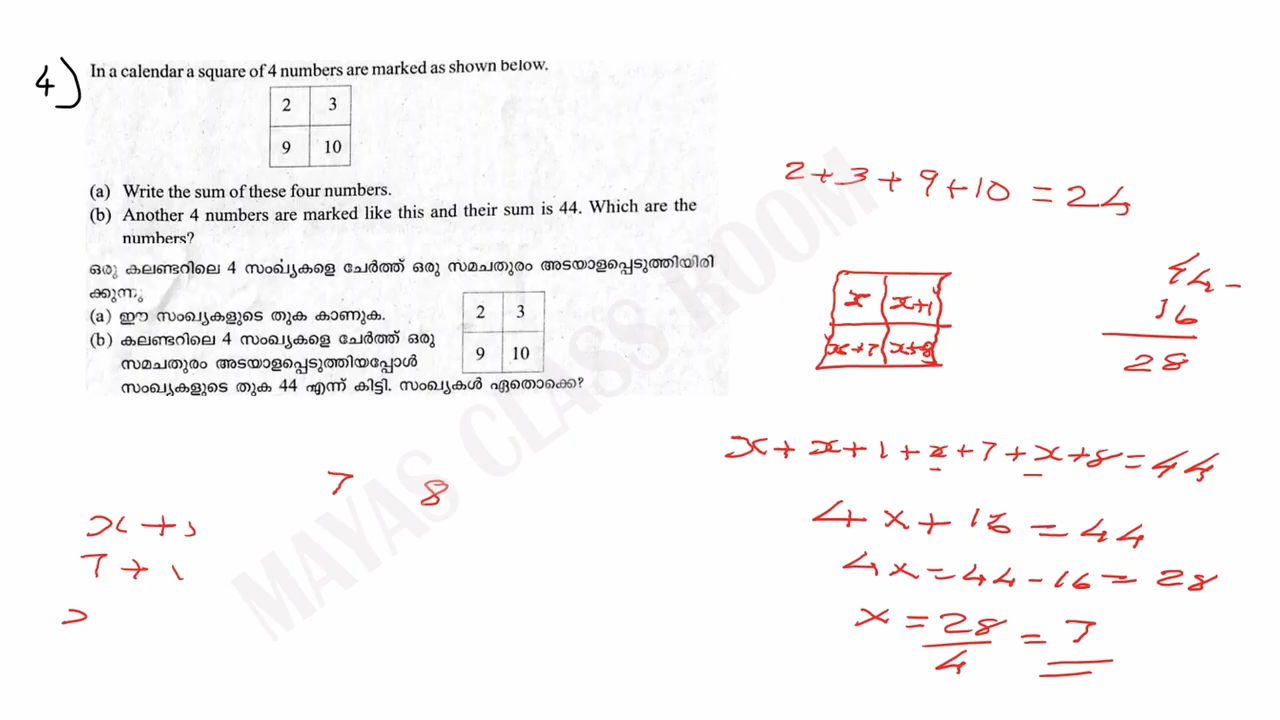 4)
In a calendar a square of 4 numbers are marked as shown below.
2 3
9 10
(a) Write the sum of these four numbers.
(b) Another 4 numbers are marked like this and their sum is 44. Which are the
numbers?
ഒരു കലണ്ടറിലെ 4 സംഖ്യകളെ ചേർത്ത് ഒരു സമചതുരം അടയാളപ്പെടുത്തിയിരി
ക്കുന്നു
(a) ഈ സംഖ്യകളുടെ തുക കാണുക.
(b) കലണ്ടറിലെ 4 സംഖ്യകൾ ചേർത്ത് ഒരു
സമചതുരം അടയാളപ്പെടുത്തിയപ്പോൾ
സംഖ്യകളുടെ തുക 44 എന്ന് കിട്ടി. സംഖ്യകൾ ഏതൊക്കെ?
2 3
9 10
7 8
x +
7 +
2+3+9+10=24
x x+1
x+7 x+8
44 -
16
28
x+x+1+x+7+x+8=44
4x+16=44
4x=44-16=28
x=28/4=7
MAYAS CLASS ROOM